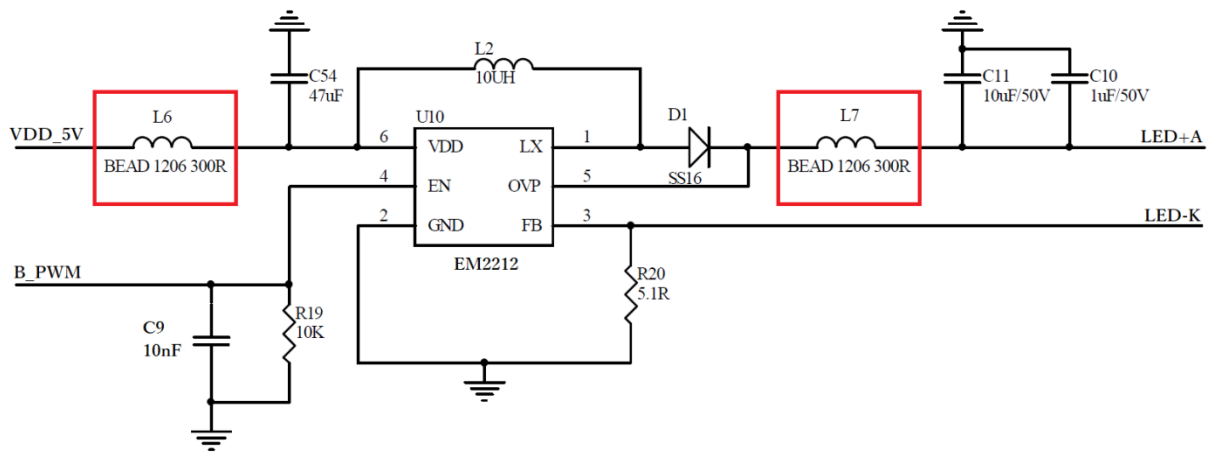 L2
10UH
C54
47uF
C11
10uF/50V
C10
1uF/50V
L6
BEAD 1206 300R
VDD_5V
U10
6
VDD
LX
1
4
EN
OVP
5
2
GND
FB
3
EM2212
D1
SS16
L7
BEAD 1206 300R
LED+A
LED-K
B_PWM
C9
10nF
R19
10K
R20
5.1R